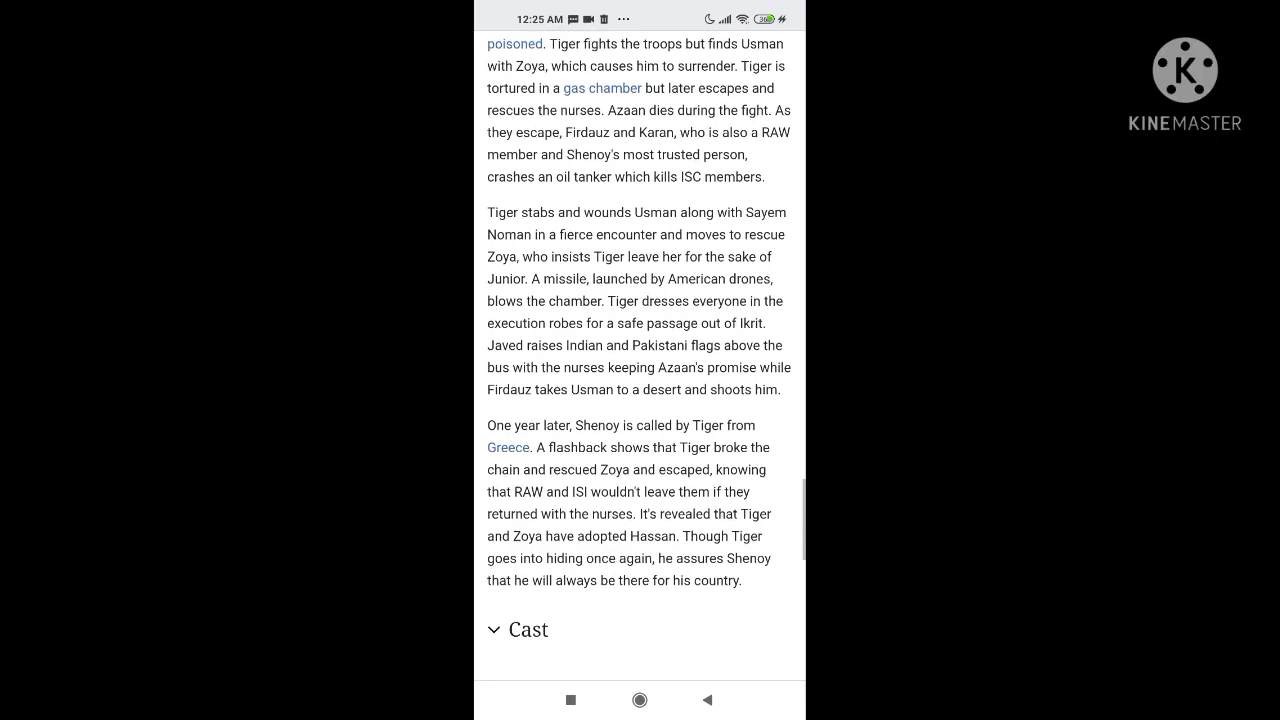 12:25 AM
36
poisoned. Tiger fights the troops but finds Usman
with Zoya, which causes him to surrender. Tiger is
tortured in a gas chamber but later escapes and
rescues the nurses. Azaan dies during the fight. As
they escape, Firdauz and Karan, who is also a RAW
member and Shenoy's most trusted person,
crashes an oil tanker which kills ISC members.
Tiger stabs and wounds Usman along with Sayem
Noman in a fierce encounter and moves to rescue
Zoya, who insists Tiger leave her for the sake of
Junior. A missile, launched by American drones,
blows the chamber. Tiger dresses everyone in the
execution robes for a safe passage out of Ikrit.
Javed raises Indian and Pakistani flags above the
bus with the nurses keeping Azaan's promise while
Firdauz takes Usman to a desert and shoots him.
One year later, Shenoy is called by Tiger from
Greece. A flashback shows that Tiger broke the
chain and rescued Zoya and escaped, knowing
that RAW and ISI wouldn't leave them if they
returned with the nurses. It's revealed that Tiger
and Zoya have adopted Hassan. Though Tiger
goes into hiding once again, he assures Shenoy
that he will always be there for his country.
Cast
K
KINEMASTER